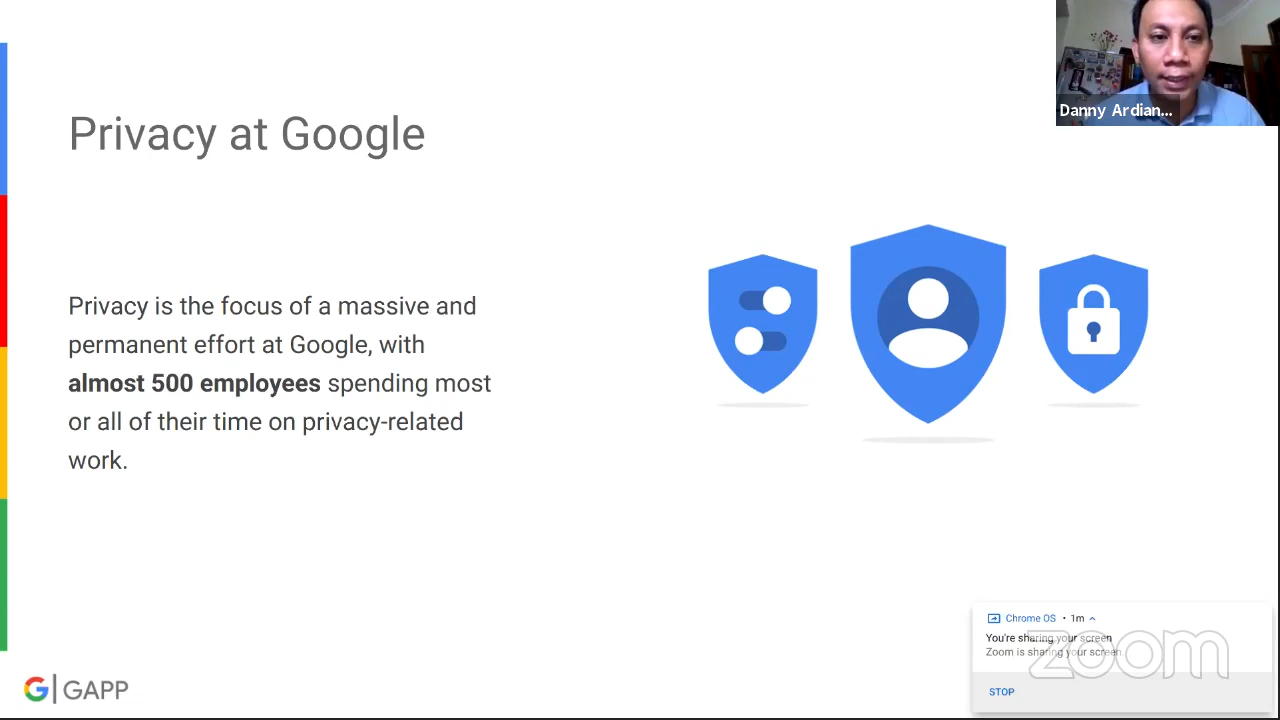 Danny Ardian...
Privacy at Google
Privacy is the focus of a massive and
permanent effort at Google, with
almost 500 employees spending most
or all of their time on privacy-related
work.
Chrome OS • 1m
You're sharing your screen
Zoom is sharing your screen.
zoom
STOP
G | GAPP